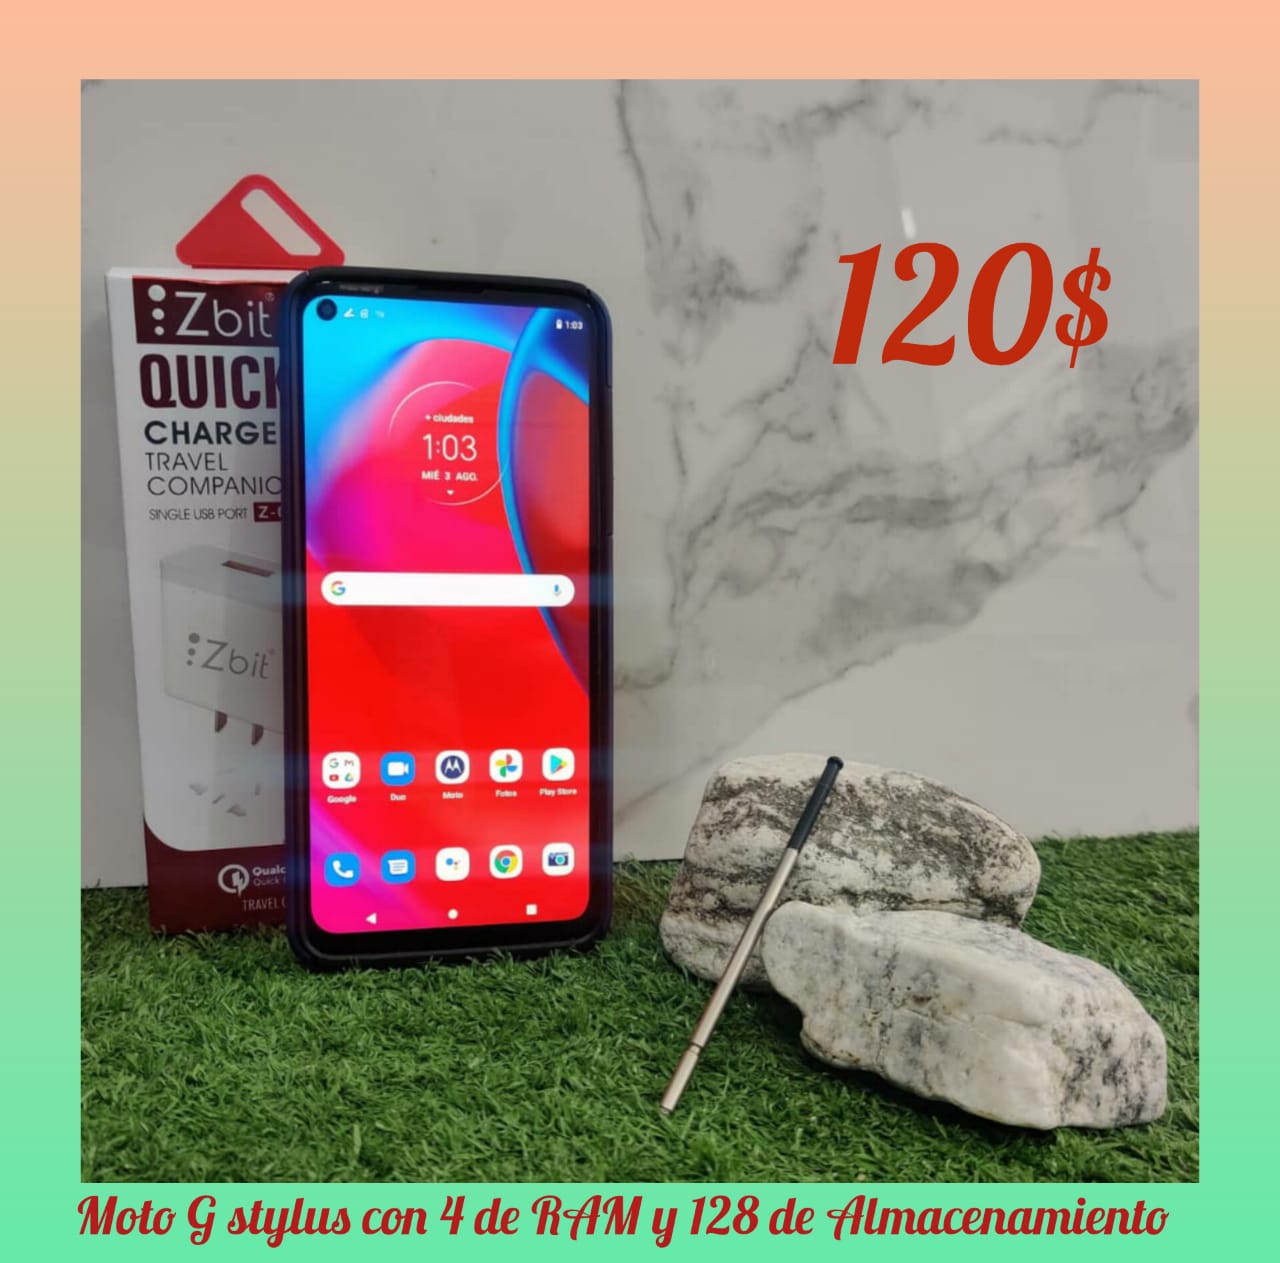 120$
Zbit
QUICK
CHARGE
TRAVEL
SINGLE USB PORT
Zbit
TRAVEL
1:03
+ ciudades
1:03
MIÉ 3 AGO.
Google
Duo
Moto
Fotos
Play Store
Moto G stylus con 4 de RAM y 128 de Almacenamiento